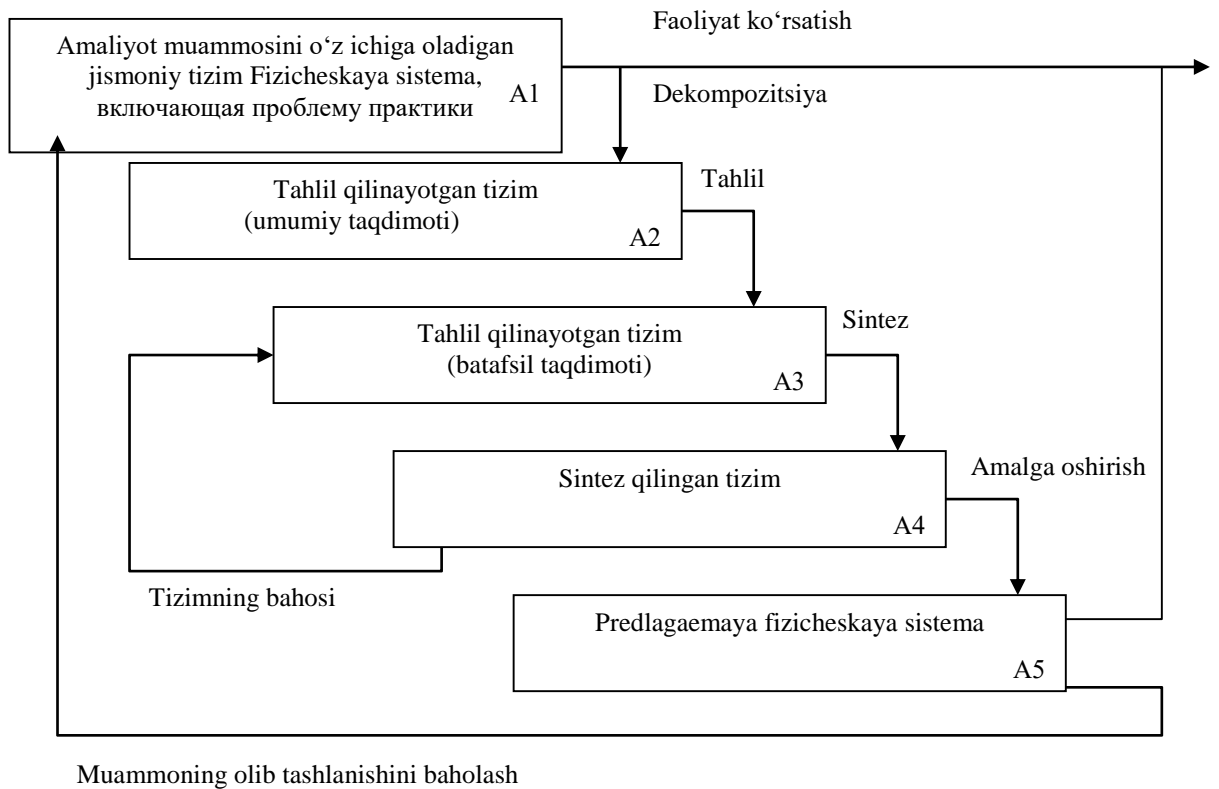 Faoliyat ko‘rsatish
Amaliyot muammosini o‘z ichiga oladigan
jismoniy tizim Fizicheskaya sistema,
включающая проблему практики
A1
Dekompozitsiya
Tahlil qilinayotgan tizim
(umumiy taqdimoti)
A2
Tahlil
Tahlil qilinayotgan tizim
(batafsil taqdimoti)
A3
Sintez
Sintez qilingan tizim
A4
Amalga oshirish
Tizimning bahosi
Predlagaemaya fizicheskaya sistema
A5
Muammoning olib tashlanishini baholash